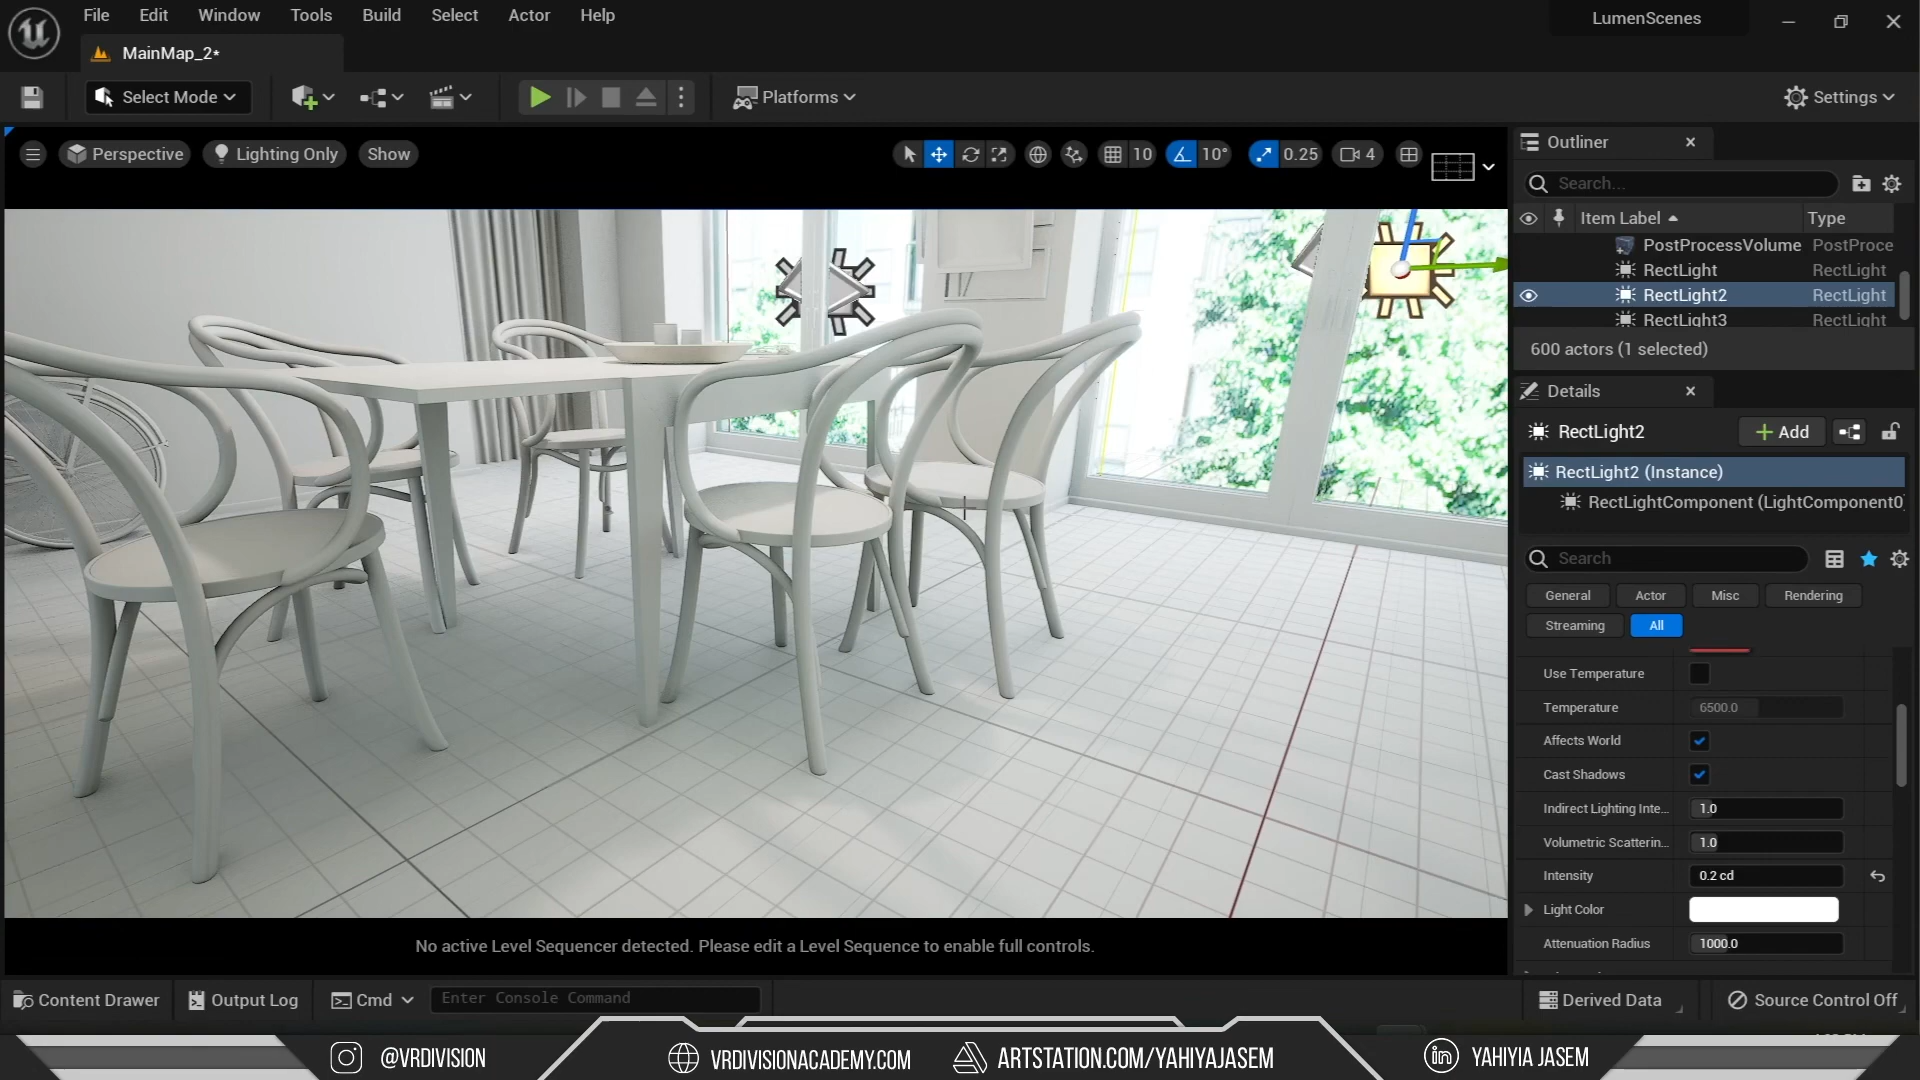 File Edit Window Tools Build Select Actor Help
LumenScenes
MainMap_2*
Select Mode
Platforms
Settings
Perspective
Lighting Only
Show
10
10°
0.25
4
Outliner
Search...
Item Label
Type
PostProcessVolume PostProce
RectLight RectLight
RectLight2 RectLight
RectLight3 RectLight
600 actors (1 selected)
Details
RectLight2
Add
RectLight2 (Instance)
RectLightComponent (LightComponent0)
Search
General Actor Misc Rendering
Streaming All
Use Temperature
Temperature 6500.0
Affects World
Cast Shadows
Indirect Lighting Inte... 1.0
Volumetric Scatterin... 1.0
Intensity 0.2 cd
Light Color
Attenuation Radius 1000.0
No active Level Sequencer detected. Please edit a Level Sequence to enable full controls.
Content Drawer Output Log Cmd Enter Console Command
Derived Data Source Control Off
@VRDIVISION VRDIVISIONACADEMY.COM ARTSTATION.COM/YAHIYAJASEM YAHIYIA JASEM